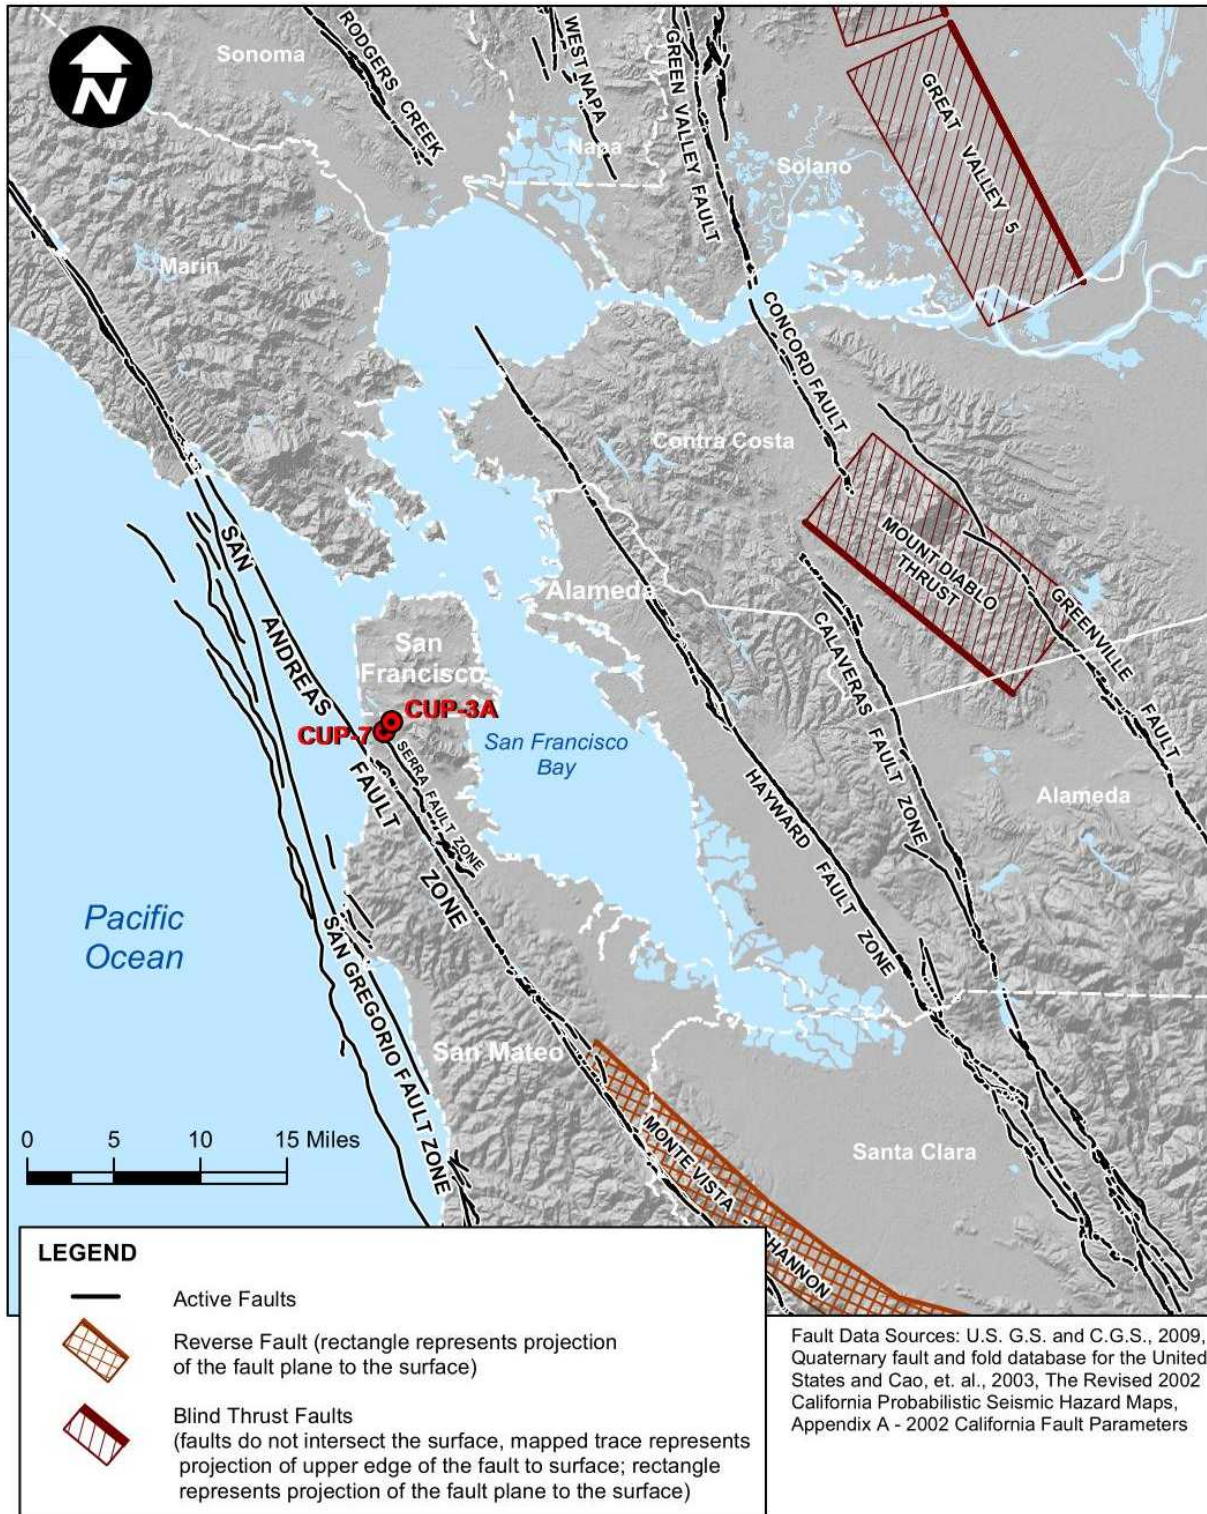 N
RODGERS CREEK
Sonoma
WEST NAPA
Napa
GREEN VALLEY FAULT
Solano
GREAT VALLEY 5
Marin
CONCORD FAULT
Contra Costa
MOUNT DIABLO
THRUST
GREENVILLE FAULT
SAN ANDREAS FAULT ZONE
Alameda
San
Francisco
CUP-3A
CUP-7
SERRA FAULT ZONE
San Francisco
Bay
CALAVERAS FAULT ZONE
HAYWARD FAULT ZONE
Alameda
Pacific
Ocean
SAN GREGORIO FAULT ZONE
San Mateo
MONTE VISTA - SHANNON
Santa Clara
0 5 10 15 Miles
LEGEND
Active Faults
Reverse Fault (rectangle represents projection
of the fault plane to the surface)
Blind Thrust Faults
(faults do not intersect the surface, mapped trace represents
projection of upper edge of the fault to surface; rectangle
represents projection of the fault plane to the surface)
Fault Data Sources: U.S. G.S. and C.G.S., 2009,
Quaternary fault and fold database for the United
States and Cao, et. al., 2003, The Revised 2002
California Probabilistic Seismic Hazard Maps,
Appendix A - 2002 California Fault Parameters